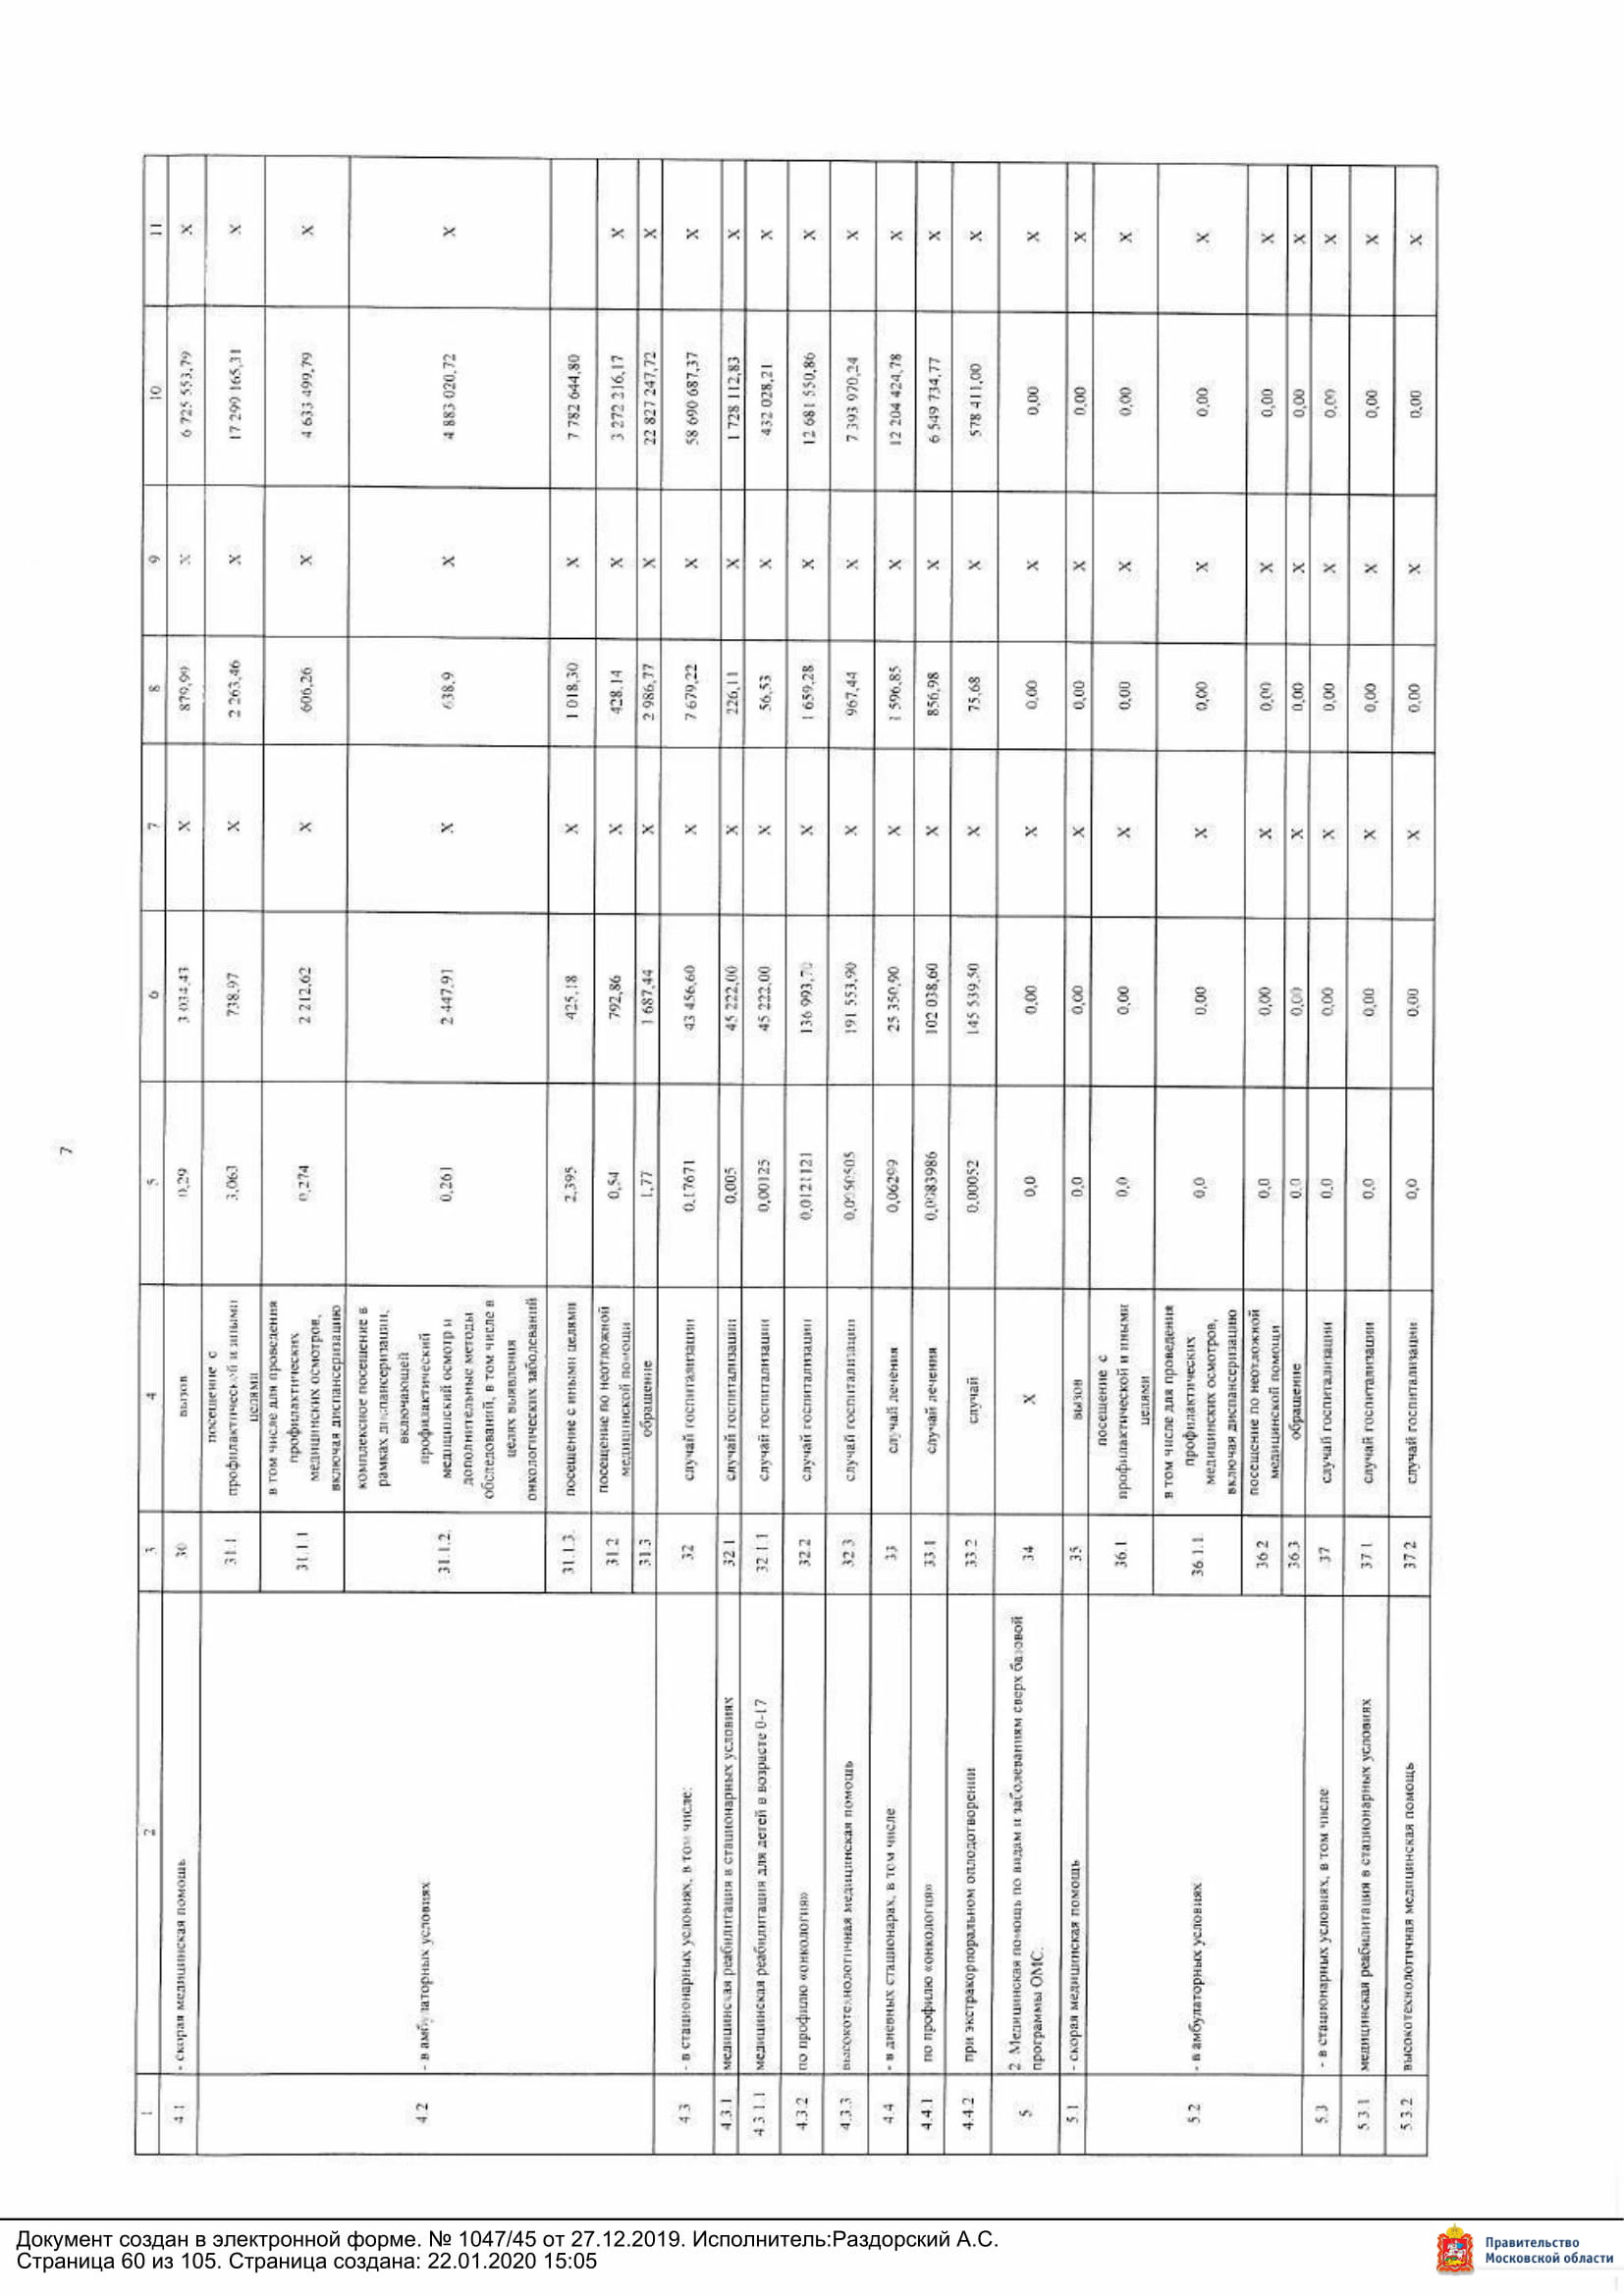 7
1 2 3 4 5 6 7 8 9 10 11
4.1 - скорая медицинская помощь 30 вызов 0,29 3 034,43 X 879,99 X 6 725 553,79 X
4.2 - в амбулаторных условиях 31.1 посещение с
профилактической и иными
целями 3,063 738,97 X 2 263,46 X 17 299 165,31 X
31.1.1 в том числе для проведения
профилактических
медицинских осмотров,
включая диспансеризацию 0,274 2 212,62 X 606,26 X 4 633 499,79 X
31.1.2. комплексное посещение в
рамках диспансеризации,
включающей
профилактический
медицинский осмотр и
дополнительные методы
обследований, в том числе в
целях выявления
онкологических заболеваний 0,261 2 447,91 X 638,9 X 4 883 020,72 X
31.1.3. посещение с иными целями 2,395 425,18 X 1 018,30 X 7 782 644,80
31.2 посещение по неотложной
медицинской помощи 0,54 792,86 X 428,14 X 3 272 216,17 X
31.3 обращение 1,77 1 687,44 X 2 986,77 X 22 827 247,72 X
4.3 - в стационарных условиях, в том числе: 32 случай госпитализации 0,17671 43 456,60 X 7 679,22 X 58 690 687,37 X
4.3.1 медицинская реабилитация в стационарных условиях 32.1 случай госпитализации 0,005 45 222,00 X 226,11 X 1 728 112,83 X
4.3.1.1 медицинская реабилитация для детей в возрасте 0-17 32.1.1 случай госпитализации 0,00125 45 222,00 X 56,53 X 432 028,21 X
4.3.2 по профилю «онкология» 32.2 случай госпитализации 0,0121121 136 993,70 X 1 659,28 X 12 681 550,86 X
4.3.3 высокотехнологичная медицинская помощь 32.3 случай госпитализации 0,0050505 191 553,90 X 967,44 X 7 393 970,24 X
4.4 - в дневных стационарах, в том числе 33 случай лечения 0,06299 25 350,90 X 1 596,85 X 12 204 424,78 X
4.4.1 по профилю «онкология» 33.1 случай лечения 0,0083986 102 038,60 X 856,98 X 6 549 734,77 X
4.4.2 при экстракорпоральном оплодотворении 33.2 случай 0,00052 145 539,50 X 75,68 X 578 411,00 X
5 2. Медицинская помощь по видам и заболеваниям сверх базовой
программы ОМС: 34 X 0,0 0,00 X 0,00 X 0,00 X
5.1 - скорая медицинская помощь 35 вызов 0,0 0,00 X 0,00 X 0,00 X
5.2 - в амбулаторных условиях 36.1 посещение с
профилактической и иными
целями 0,0 0,00 X 0,00 X 0,00 X
36.1.1 в том числе для проведения
профилактических
медицинских осмотров,
включая диспансеризацию 0,0 0,00 X 0,00 X 0,00 X
36.2 посещение по неотложной
медицинской помощи 0,0 0,00 X 0,00 X 0,00 X
36.3 обращение 0,0 0,00 X 0,00 X 0,00 X
5.3 - в стационарных условиях, в том числе 37 случай госпитализации 0,0 0,00 X 0,00 X 0,00 X
5.3.1 медицинская реабилитация в стационарных условиях 37.1 случай госпитализации 0,0 0,00 X 0,00 X 0,00 X
5.3.2 высокотехнологичная медицинская помощь 37.2 случай госпитализации 0,0 0,00 X 0,00 X 0,00 X
Документ создан в электронной форме. № 1047/45 от 27.12.2019. Исполнитель:Раздорский А.С.
Страница 60 из 105. Страница создана: 22.01.2020 15:05
Правительство
Московской области